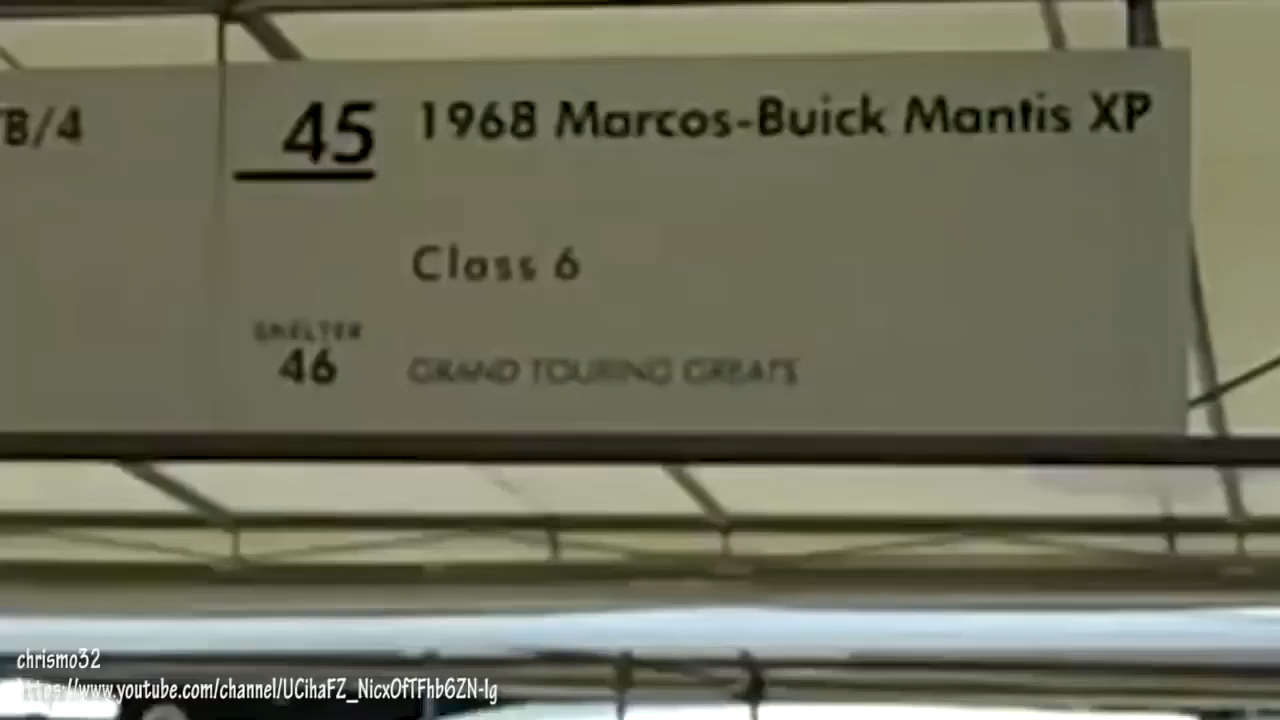 B/4
45
1968 Marcos-Buick Mantis XP
Class 6
SHELTER
46
GRAND TOURING GREATS
chrismo32
https://www.youtube.com/channel/UCihaFZ_NicxOfTFhb6ZN-Ig